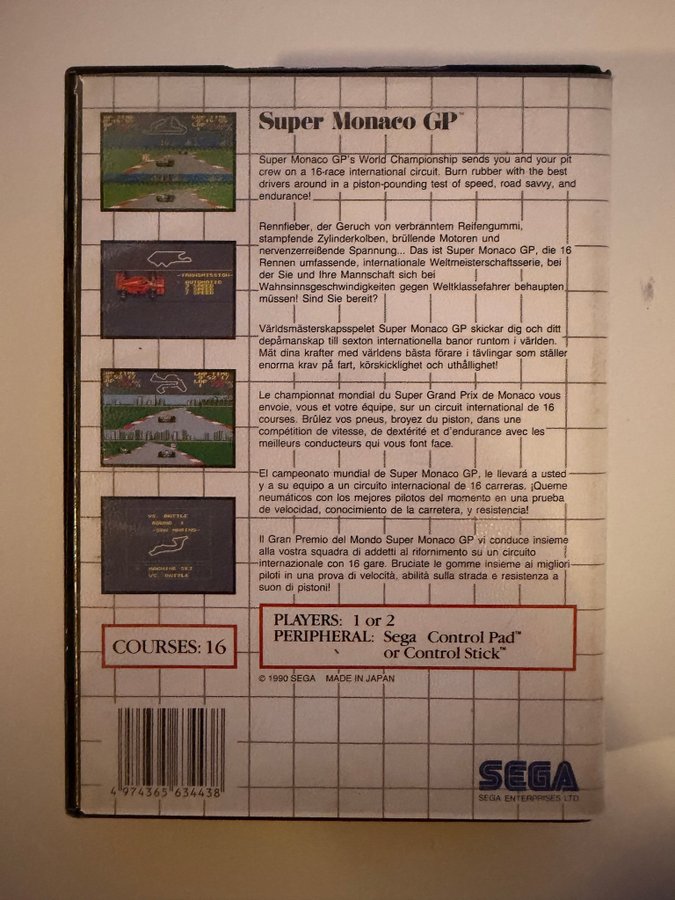 Super Monaco GP™
Super Monaco GP's World Championship sends you and your pit
crew on a 16-race international circuit. Burn rubber with the best
drivers around in a piston-pounding test of speed, road savvy, and
endurance!
Rennfieber, der Geruch von verbranntem Reifengummi,
stampfende Zylinderkolben, brüllende Motoren und
nervenzerreißende Spannung... Das ist Super Monaco GP, die 16
Rennen umfassende, internationale Weltmeisterschaftsserie, bei
der Sie und Ihre Mannschaft sich bei
Wahnsinnsgeschwindigkeiten gegen Weltklassefahrer behaupten
müssen! Sind Sie bereit?
Världsmästerskapsspelet Super Monaco GP skickar dig och ditt
depåmanskap till sexton internationella banor runtom i världen.
Mät dina krafter med världens bästa förare i tävlingar som ställer
enorma krav på fart, körskicklighet och uthållighet!
Le championnat mondial du Super Grand Prix de Monaco vous
envoie, vous et votre équipe, sur un circuit international de 16
courses. Brûlez vos pneus, broyez du piston, dans une
compétition de vitesse, de dextérité et d'endurance avec les
meilleurs conducteurs qui vous font face.
El campeonato mundial de Super Monaco GP, le llevará a usted
y a su equipo a un circuito internacional de 16 carreras. ¡Queme
neumáticos con los mejores pilotos del momento en una prueba
de velocidad, conocimiento de la carretera, y resistencia!
Il Gran Premio del Mondo Super Monaco GP vi conduce insieme
alla vostra squadra di addetti al rifornimento su un circuito
internazionale con 16 gare. Bruciate le gomme insieme ai migliori
piloti in una prova di velocità, abilità sulla strada e resistenza a
suon di pistoni!
-TRANSMISSION-
AUTOMATIC
VS. BATTLE
ROUND 1
-SAN MARINO-
MACHINE SET
VS. BATTLE
COURSES: 16
PLAYERS: 1 or 2
PERIPHERAL: Sega Control Pad™
or Control Stick™
© 1990 SEGA MADE IN JAPAN
4 974365 634438
SEGA
SEGA ENTERPRISES LTD.